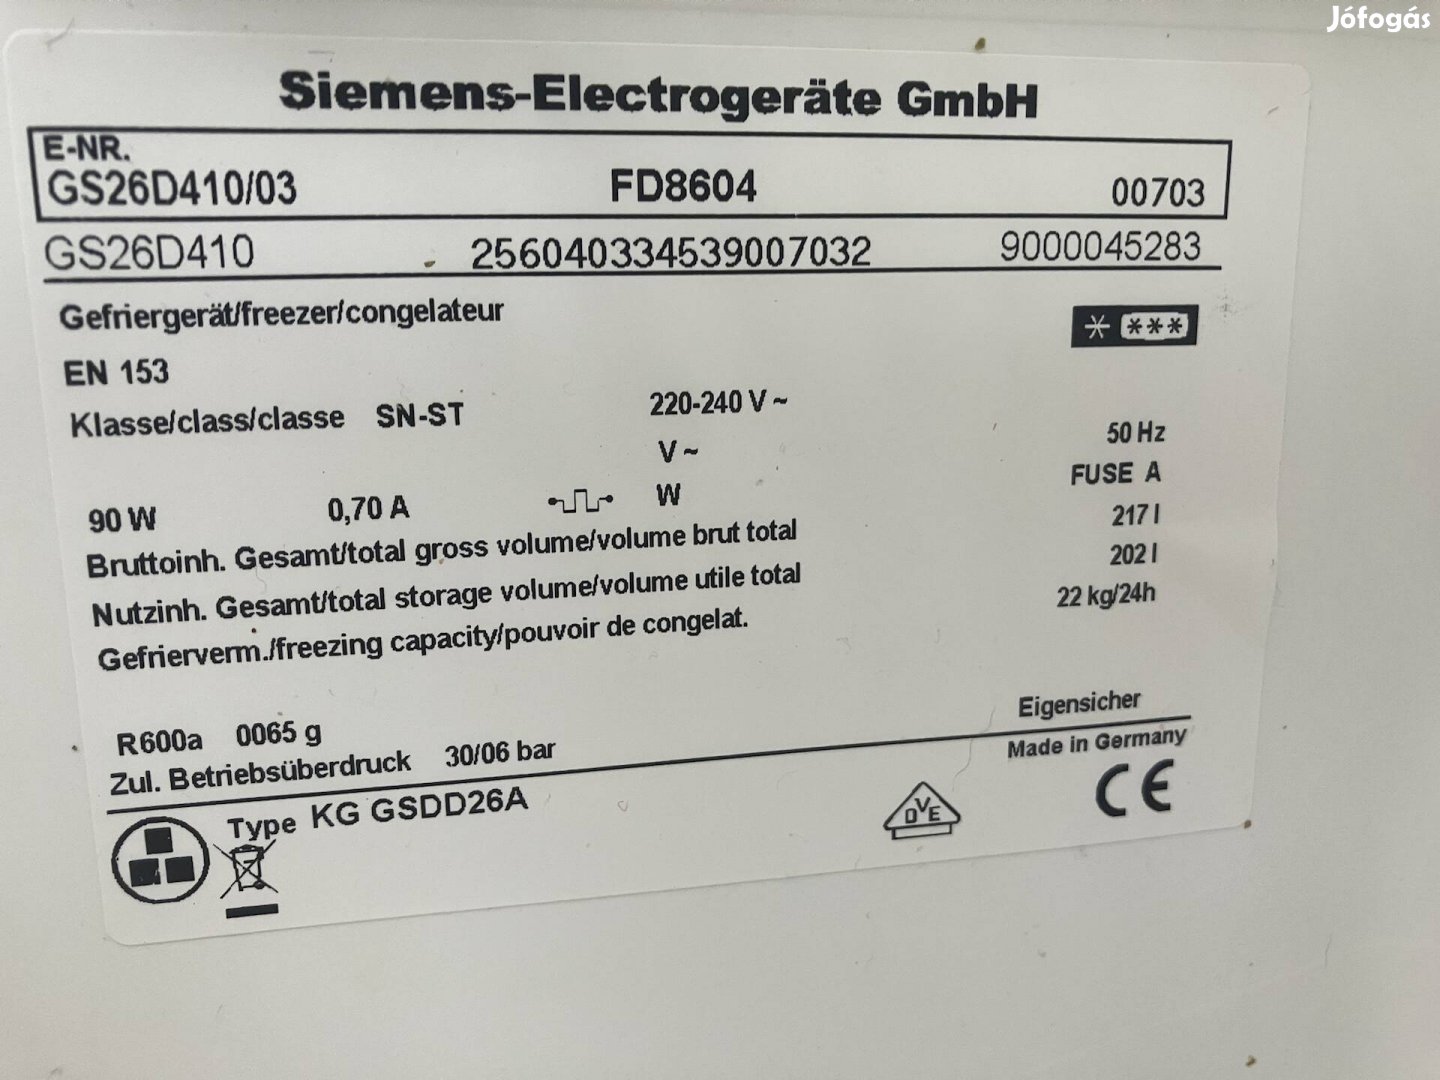 Jófogás
Siemens-Electrogeräte GmbH
E-NR.
GS26D410/03 FD8604 00703
GS26D410 256040334539007032 9000045283
Gefriergerät/freezer/congelateur
* ***
EN 153
Klasse/class/classe SN-ST 220-240 V ~
50 Hz
V ~
FUSE A
90 W 0,70 A W
Bruttoinh. Gesamt/total gross volume/volume brut total 217 l
Nutzinh. Gesamt/total storage volume/volume utile total 202 l
Gefrierverm./freezing capacity/pouvoir de congelat. 22 kg/24h
R600a 0065 g
Eigensicher
Zul. Betriebsüberdruck 30/06 bar
Made in Germany
Type KG GSDD26A
DVE
CE